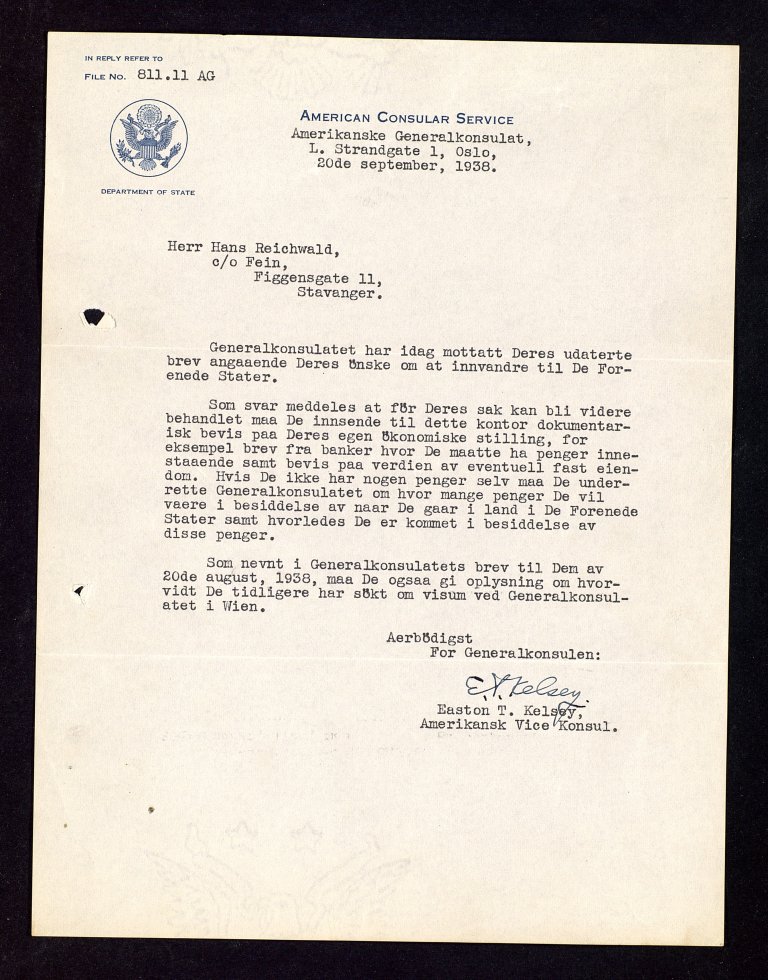 IN REPLY REFER TO
FILE NO. 811.11 AG
AMERICAN CONSULAR SERVICE
Amerikanske Generalkonsulat,
L. Strandgate 1, Oslo,
20de september, 1938.
DEPARTMENT OF STATE
Herr Hans Reichwald,
c/o Fein,
Figgensgate 11,
Stavanger.
Generalkonsulatet har idag mottatt Deres udaterte
brev angaaende Deres önske om at innvandre til De For-
enede Stater.
Som svar meddeles at för Deres sak kan bli videre
behandlet maa De innsende til dette kontor dokumentar-
isk bevis paa Deres egen ökonomiske stilling, for
eksempel brev fra banker hvor De maatte ha penger inne-
staaende samt bevis paa verdien av eventuell fast eien-
dom. Hvis De ikke har nogen penger selv maa De under-
rette Generalkonsulatet om hvor mange penger De vil
vaere i besiddelse av naar De gaar i land i De Forenede
Stater samt hvorledes De er kommet i besiddelse av
disse penger.
Som nevnt i Generalkonsulatets brev til Dem av
20de august, 1938, maa De ogsaa gi oplysning om hvor-
vidt De tidligere har sökt om visum ved Generalkonsul-
atet i Wien.
Aerbödigst
For Generalkonsulen:
E. T. Kelsey.
Easton T. Kelsey,
Amerikansk Vice Konsul.